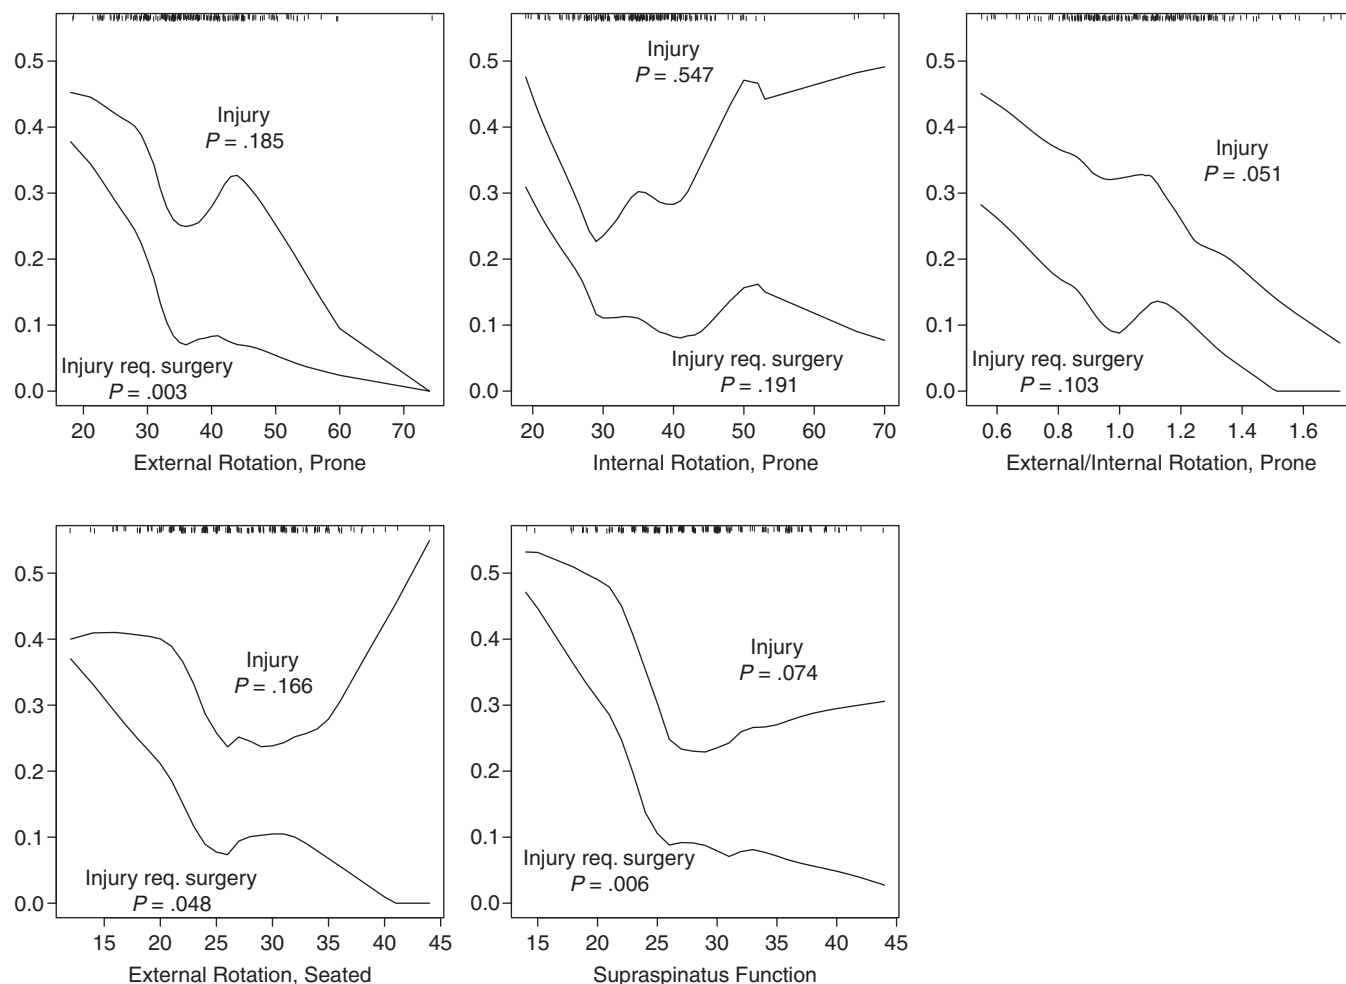 0.5
0.4
0.3
0.2
0.1
0.0
Injury
P = .185
Injury req. surgery
P = .003
20 30 40 50 60 70
External Rotation, Prone
0.5
0.4
0.3
0.2
0.1
0.0
Injury
P = .547
Injury req. surgery
P = .191
20 30 40 50 60 70
Internal Rotation, Prone
0.5
0.4
0.3
0.2
0.1
0.0
Injury
P = .051
Injury req. surgery
P = .103
0.6 0.8 1.0 1.2 1.4 1.6
External/Internal Rotation, Prone
0.5
0.4
0.3
0.2
0.1
0.0
Injury
P = .166
Injury req. surgery
P = .048
15 20 25 30 35 40 45
External Rotation, Seated
0.5
0.4
0.3
0.2
0.1
0.0
Injury
P = .074
Injury req. surgery
P = .006
15 20 25 30 35 40 45
Supraspinatus Function